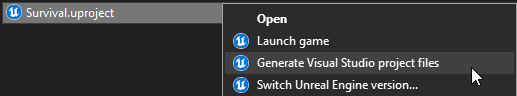 Survival.uproject
Open
Launch game
Generate Visual Studio project files
Switch Unreal Engine version...